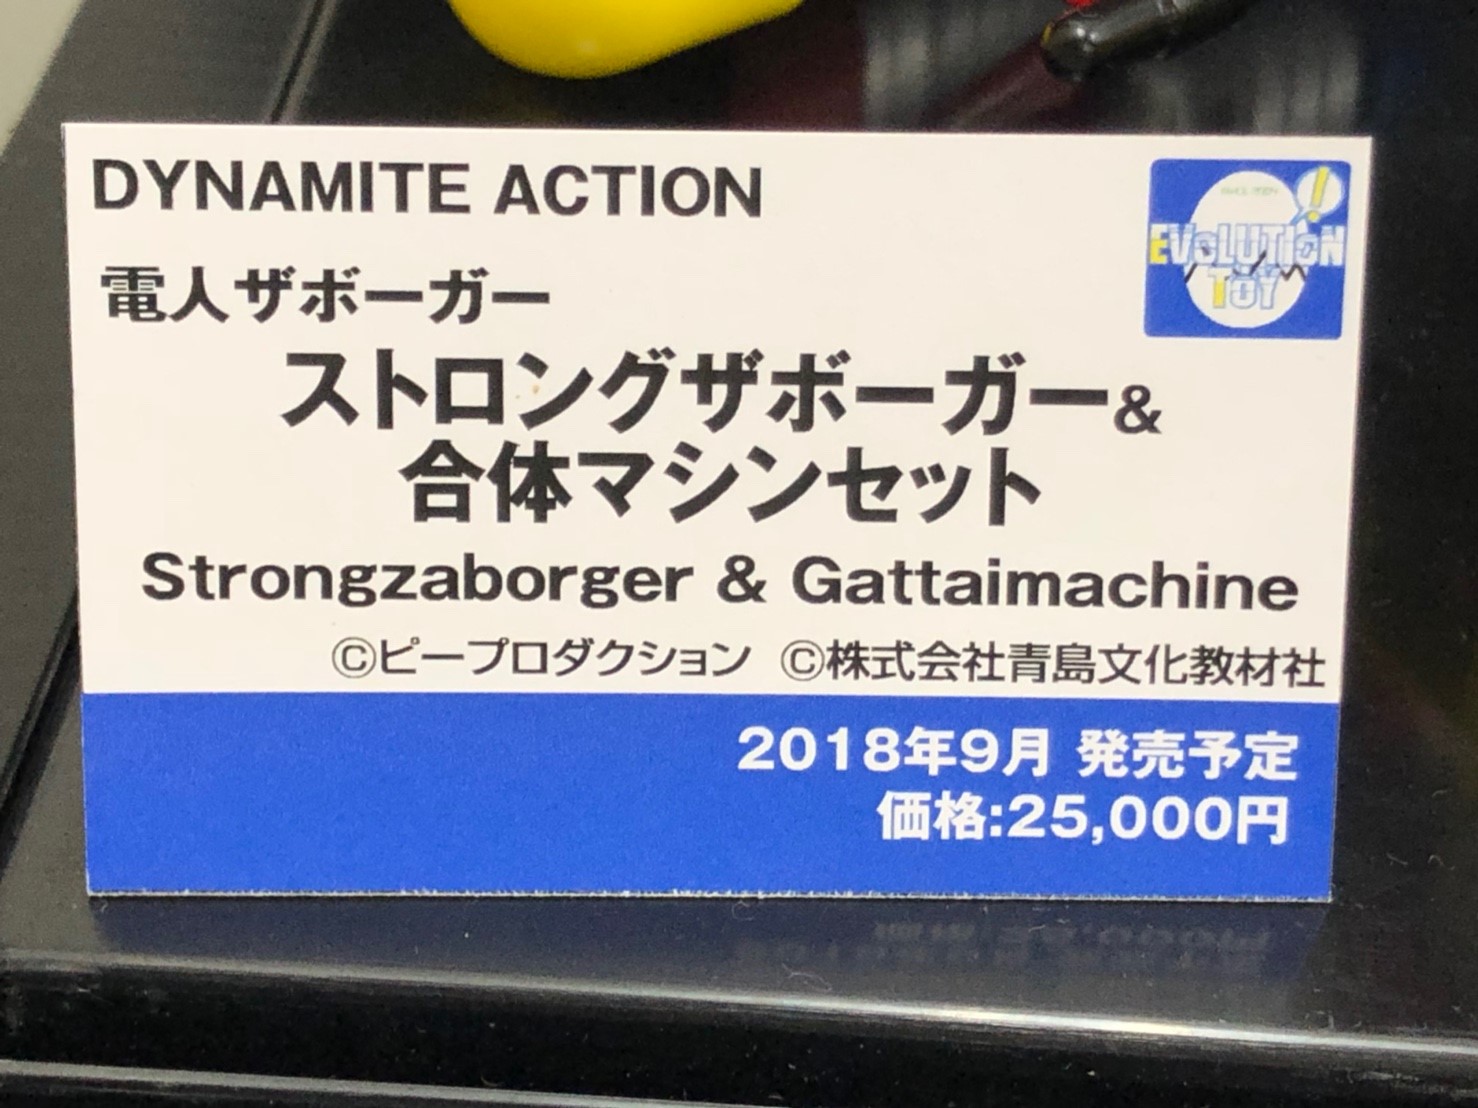 DYNAMITE ACTION
EVOLUTION
TOY
電人ザボーガー
ストロングザボーガー&
合体マシンセット
Strongzaborger & Gattaimachine
©ピープロダクション ©株式会社青島文化教材社
2018年9月 発売予定
価格:25,000円